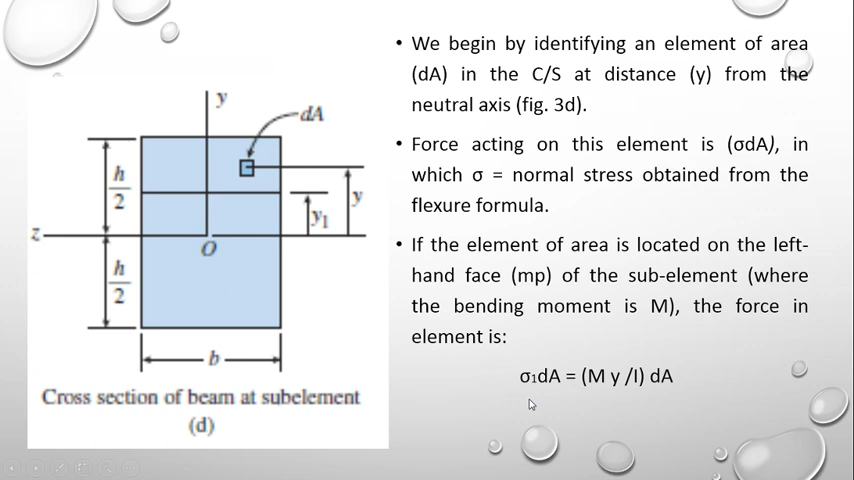 y
dA
h
2
y
y1
z
O
h
2
b
Cross section of beam at subelement
(d)
• We begin by identifying an element of area
(dA) in the C/S at distance (y) from the
neutral axis (fig. 3d).
• Force acting on this element is (σdA), in
which σ = normal stress obtained from the
flexure formula.
• If the element of area is located on the left-
hand face (mp) of the sub-element (where
the bending moment is M), the force in
element is:
σ1dA = (M y /I) dA